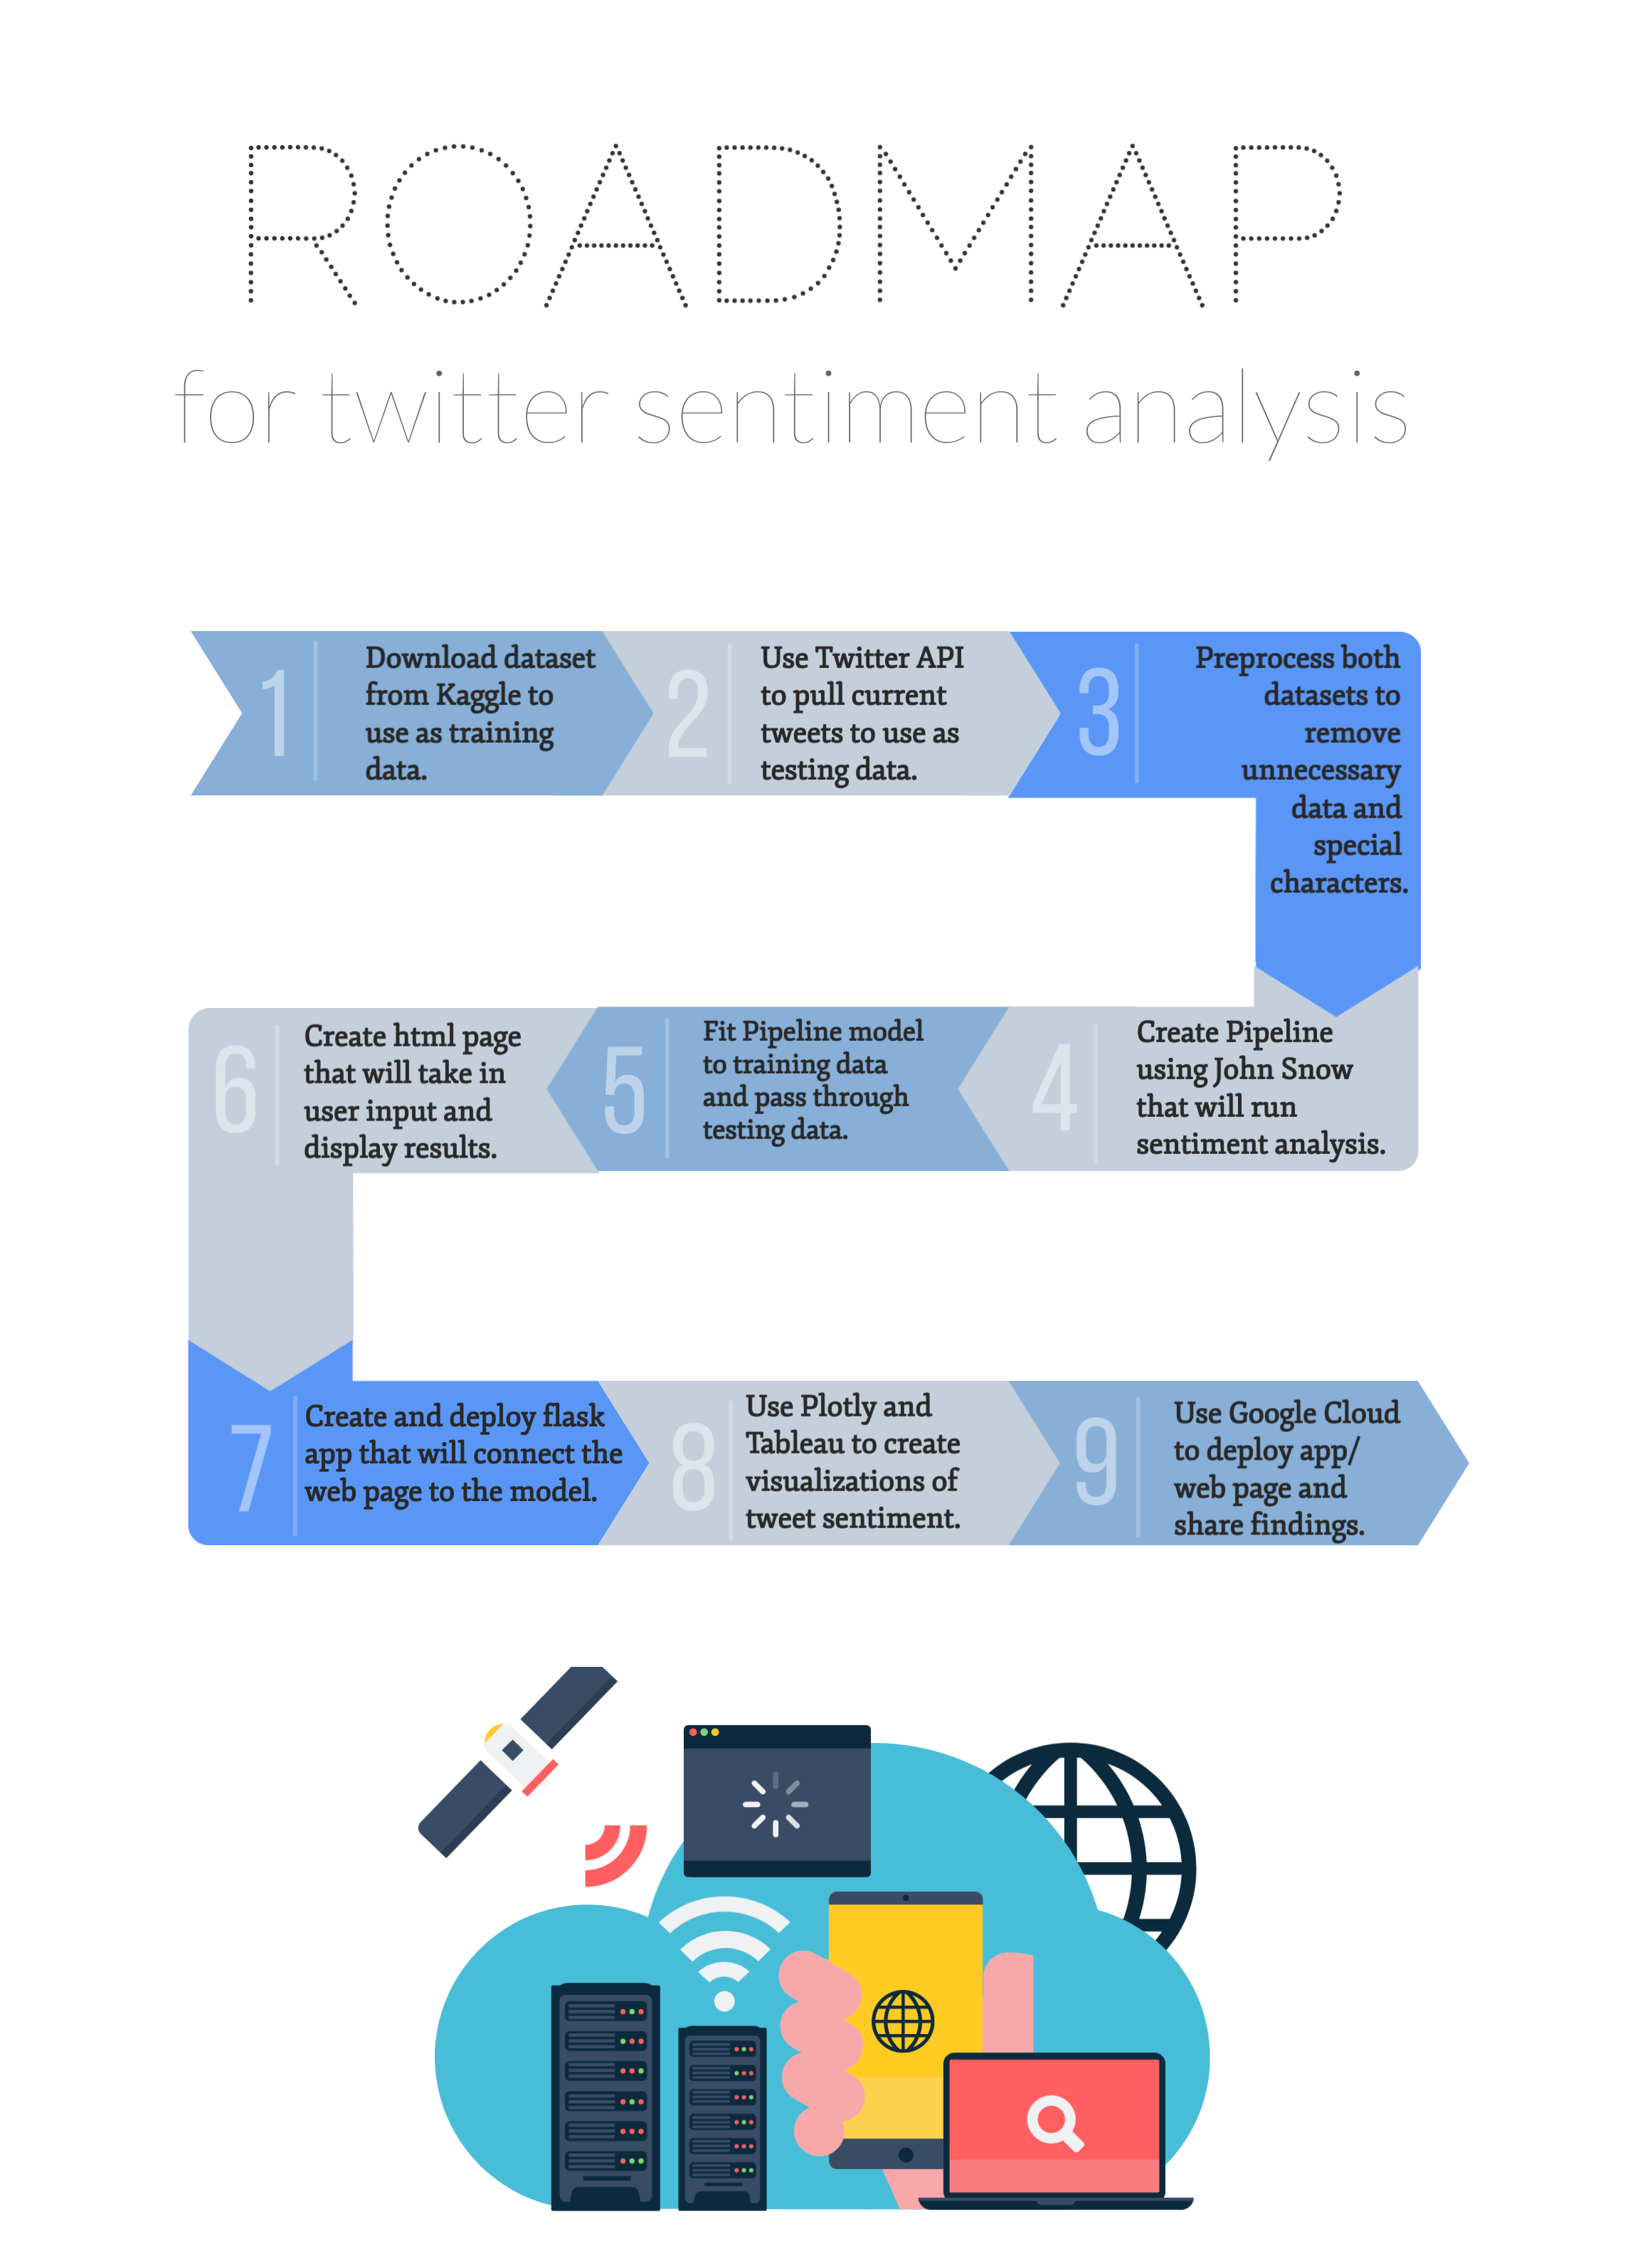 ROADMAP
for twitter sentiment analysis
1
Download dataset
from Kaggle to
use as training
data.
2
Use Twitter API
to pull current
tweets to use as
testing data.
3
Preprocess both
datasets to
remove
unnecessary
data and
special
characters.
4
Create Pipeline
using John Snow
that will run
sentiment analysis.
5
Fit Pipeline model
to training data
and pass through
testing data.
6
Create html page
that will take in
user input and
display results.
7
Create and deploy flask
app that will connect the
web page to the model.
8
Use Plotly and
Tableau to create
visualizations of
tweet sentiment.
9
Use Google Cloud
to deploy app/
web page and
share findings.